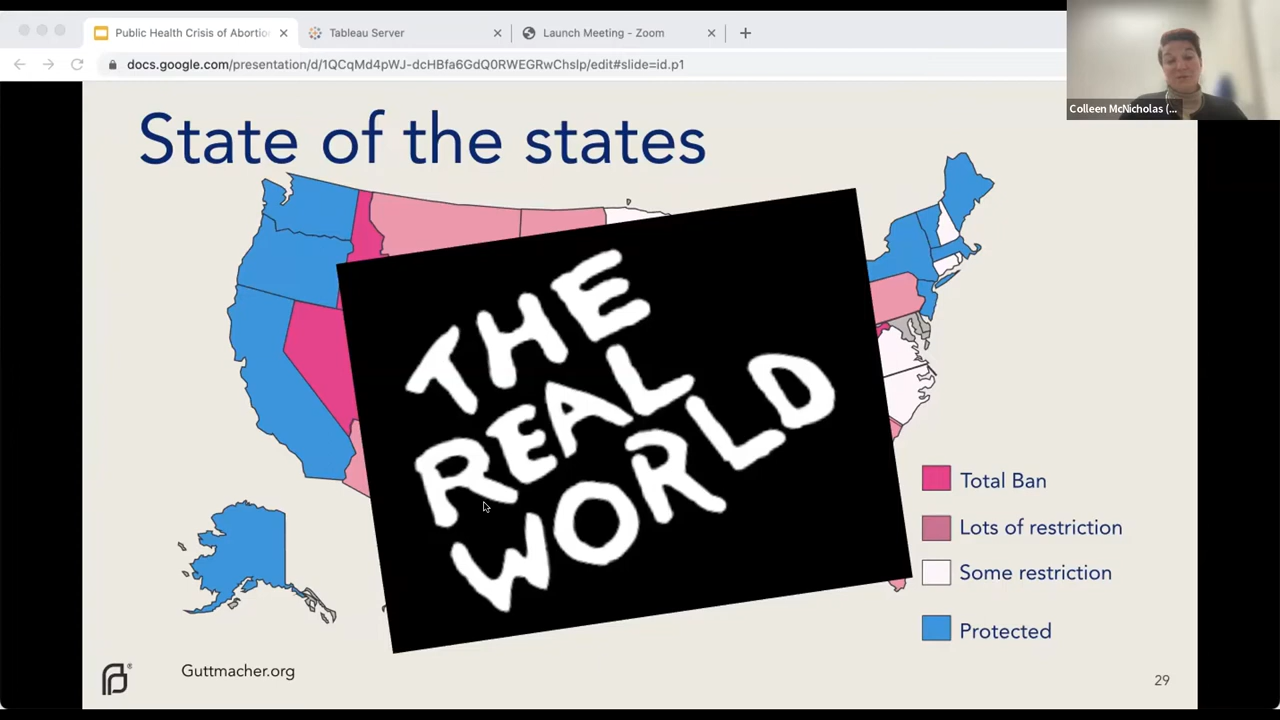 Public Health Crisis of Abortion
Tableau Server
Launch Meeting - Zoom
docs.google.com/presentation/d/1QCqMd4pWJ-dcHBfa6GdQ0RWEGRwChslp/edit#slide=id.p1
Colleen McNicholas (...
State of the states
THE
REAL
WORLD
Total Ban
Lots of restriction
Some restriction
Protected
Guttmacher.org
29